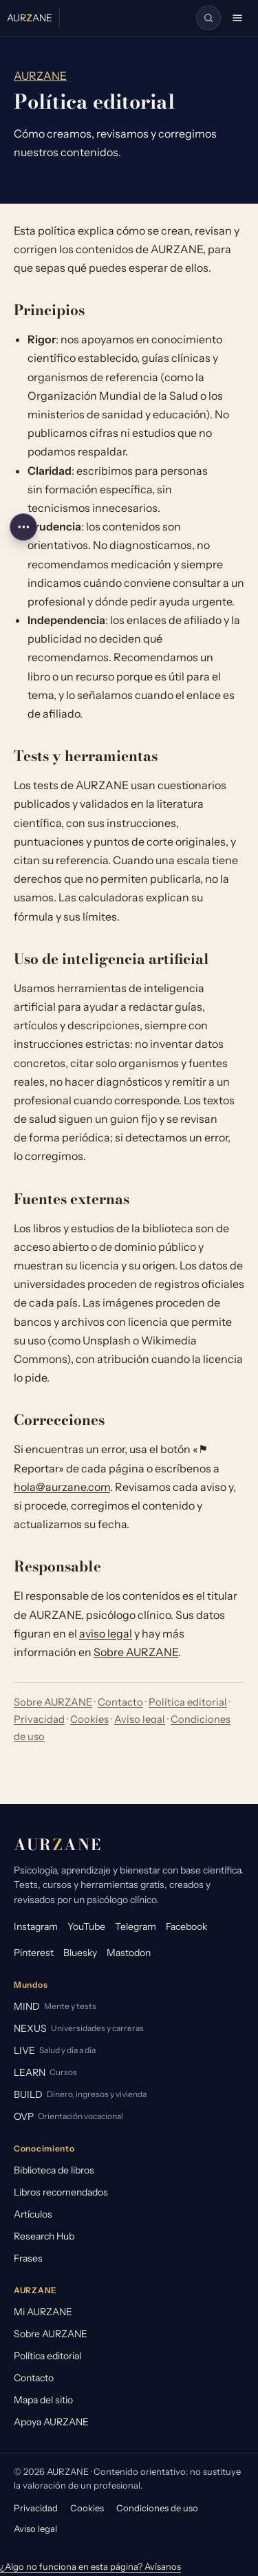 AURZANE
AURZANE
Política editorial
Cómo creamos, revisamos y corregimos
nuestros contenidos.
Esta política explica cómo se crean, revisan y
corrigen los contenidos de AURZANE, para
que sepas qué puedes esperar de ellos.
Principios
• Rigor: nos apoyamos en conocimiento
científico establecido, guías clínicas y
organismos de referencia (como la
Organización Mundial de la Salud o los
ministerios de sanidad y educación). No
publicamos cifras ni estudios que no
podamos respaldar.
• Claridad: escribimos para personas
sin formación específica, sin
tecnicismos innecesarios.
rudencia: los contenidos son
orientativos. No diagnosticamos, no
recomendamos medicación y siempre
indicamos cuándo conviene consultar a un
profesional y dónde pedir ayuda urgente.
• Independencia: los enlaces de afiliado y la
publicidad no deciden qué
recomendamos. Recomendamos un
libro o un recurso porque es útil para el
tema, y lo señalamos cuando el enlace es
de afiliado.
Tests y herramientas
Los tests de AURZANE usan cuestionarios
publicados y validados en la literatura
científica, con sus instrucciones,
puntuaciones y puntos de corte originales, y
citan su referencia. Cuando una escala tiene
derechos que no permiten publicarla, no la
usamos. Las calculadoras explican su
fórmula y sus límites.
Uso de inteligencia artificial
Usamos herramientas de inteligencia
artificial para ayudar a redactar guías,
artículos y descripciones, siempre con
instrucciones estrictas: no inventar datos
concretos, citar solo organismos y fuentes
reales, no hacer diagnósticos y remitir a un
profesional cuando corresponde. Los textos
de salud siguen un guion fijo y se revisan
de forma periódica; si detectamos un error,
lo corregimos.
Fuentes externas
Los libros y estudios de la biblioteca son de
acceso abierto o de dominio público y
muestran su licencia y su origen. Los datos de
universidades proceden de registros oficiales
de cada país. Las imágenes proceden de
bancos y archivos con licencia que permite
su uso (como Unsplash o Wikimedia
Commons), con atribución cuando la licencia
lo pide.
Correcciones
Si encuentras un error, usa el botón «⚑
Reportar» de cada página o escríbenos a
hola@aurzane.com. Revisamos cada aviso y,
si procede, corregimos el contenido y
actualizamos su fecha.
Responsable
El responsable de los contenidos es el titular
de AURZANE, psicólogo clínico. Sus datos
figuran en el aviso legal y hay más
información en Sobre AURZANE.
Sobre AURZANE · Contacto · Política editorial ·
Privacidad · Cookies · Aviso legal · Condiciones
de uso
AURZANE
Psicología, aprendizaje y bienestar con base científica.
Tests, cursos y herramientas gratis, creados y
revisados por un psicólogo clínico.
Instagram YouTube Telegram Facebook
Pinterest Bluesky Mastodon
Mundos
MIND Mente y tests
NEXUS Universidades y carreras
LIVE Salud y día a día
LEARN Cursos
BUILD Dinero, ingresos y vivienda
OVP Orientación vocacional
Conocimiento
Biblioteca de libros
Libros recomendados
Artículos
Research Hub
Frases
AURZANE
Mi AURZANE
Sobre AURZANE
Política editorial
Contacto
Mapa del sitio
Apoya AURZANE
© 2026 AURZANE · Contenido orientativo: no sustituye
la valoración de un profesional.
Privacidad Cookies Condiciones de uso
Aviso legal
¿Algo no funciona en esta página? Avísanos